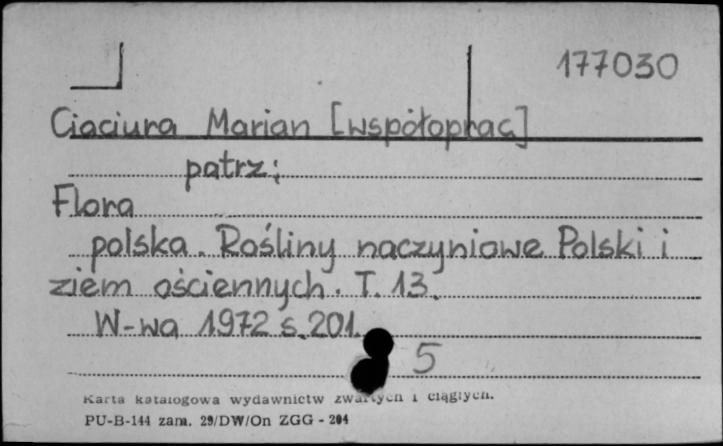 177030
Ciaciura Marian [współoprac]
patrz:
Flora
polska. Rośliny naczyniowe Polski i
ziem ościennych. T. 13.
W-wa 1972 s. 201.
5
Karta katalogowa wydawnictw zwartych i ciągłych.
PU-B-144 zam. 29/DW/On ZGG - 204